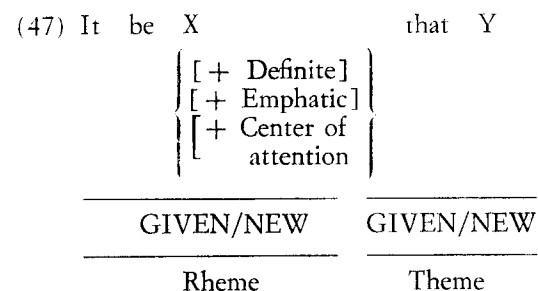 (47) It be X that Y
[+ Definite]
[+ Emphatic]
[+ Center of
attention
GIVEN/NEW GIVEN/NEW
Rheme Theme